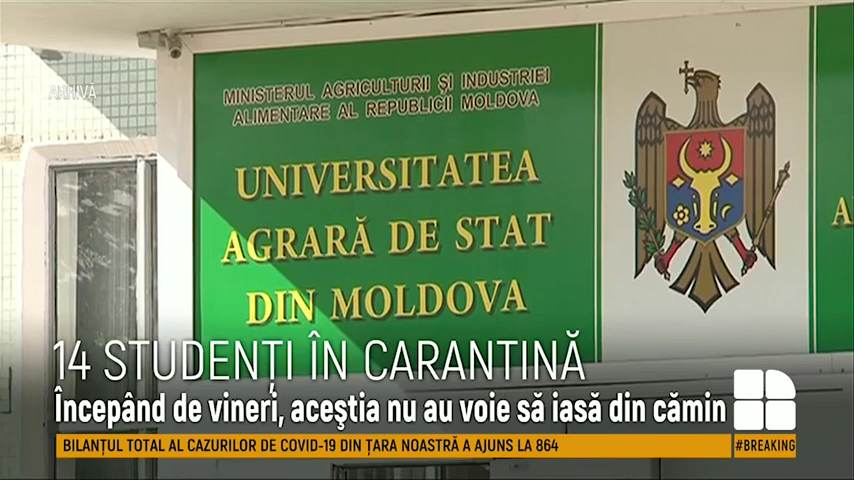 ARHIVĂ
MINISTERUL AGRICULTURII ŞI INDUSTRIEI
ALIMENTARE AL REPUBLICII MOLDOVA
UNIVERSITATEA
AGRARĂ DE STAT
DIN MOLDOVA
A
14 STUDENȚI ÎN CARANTINĂ
Începând de vineri, aceştia nu au voie să iasă din cămin
BILANȚUL TOTAL AL CAZURILOR DE COVID-19 DIN ȚARA NOASTRĂ A AJUNS LA 864
#BREAKING